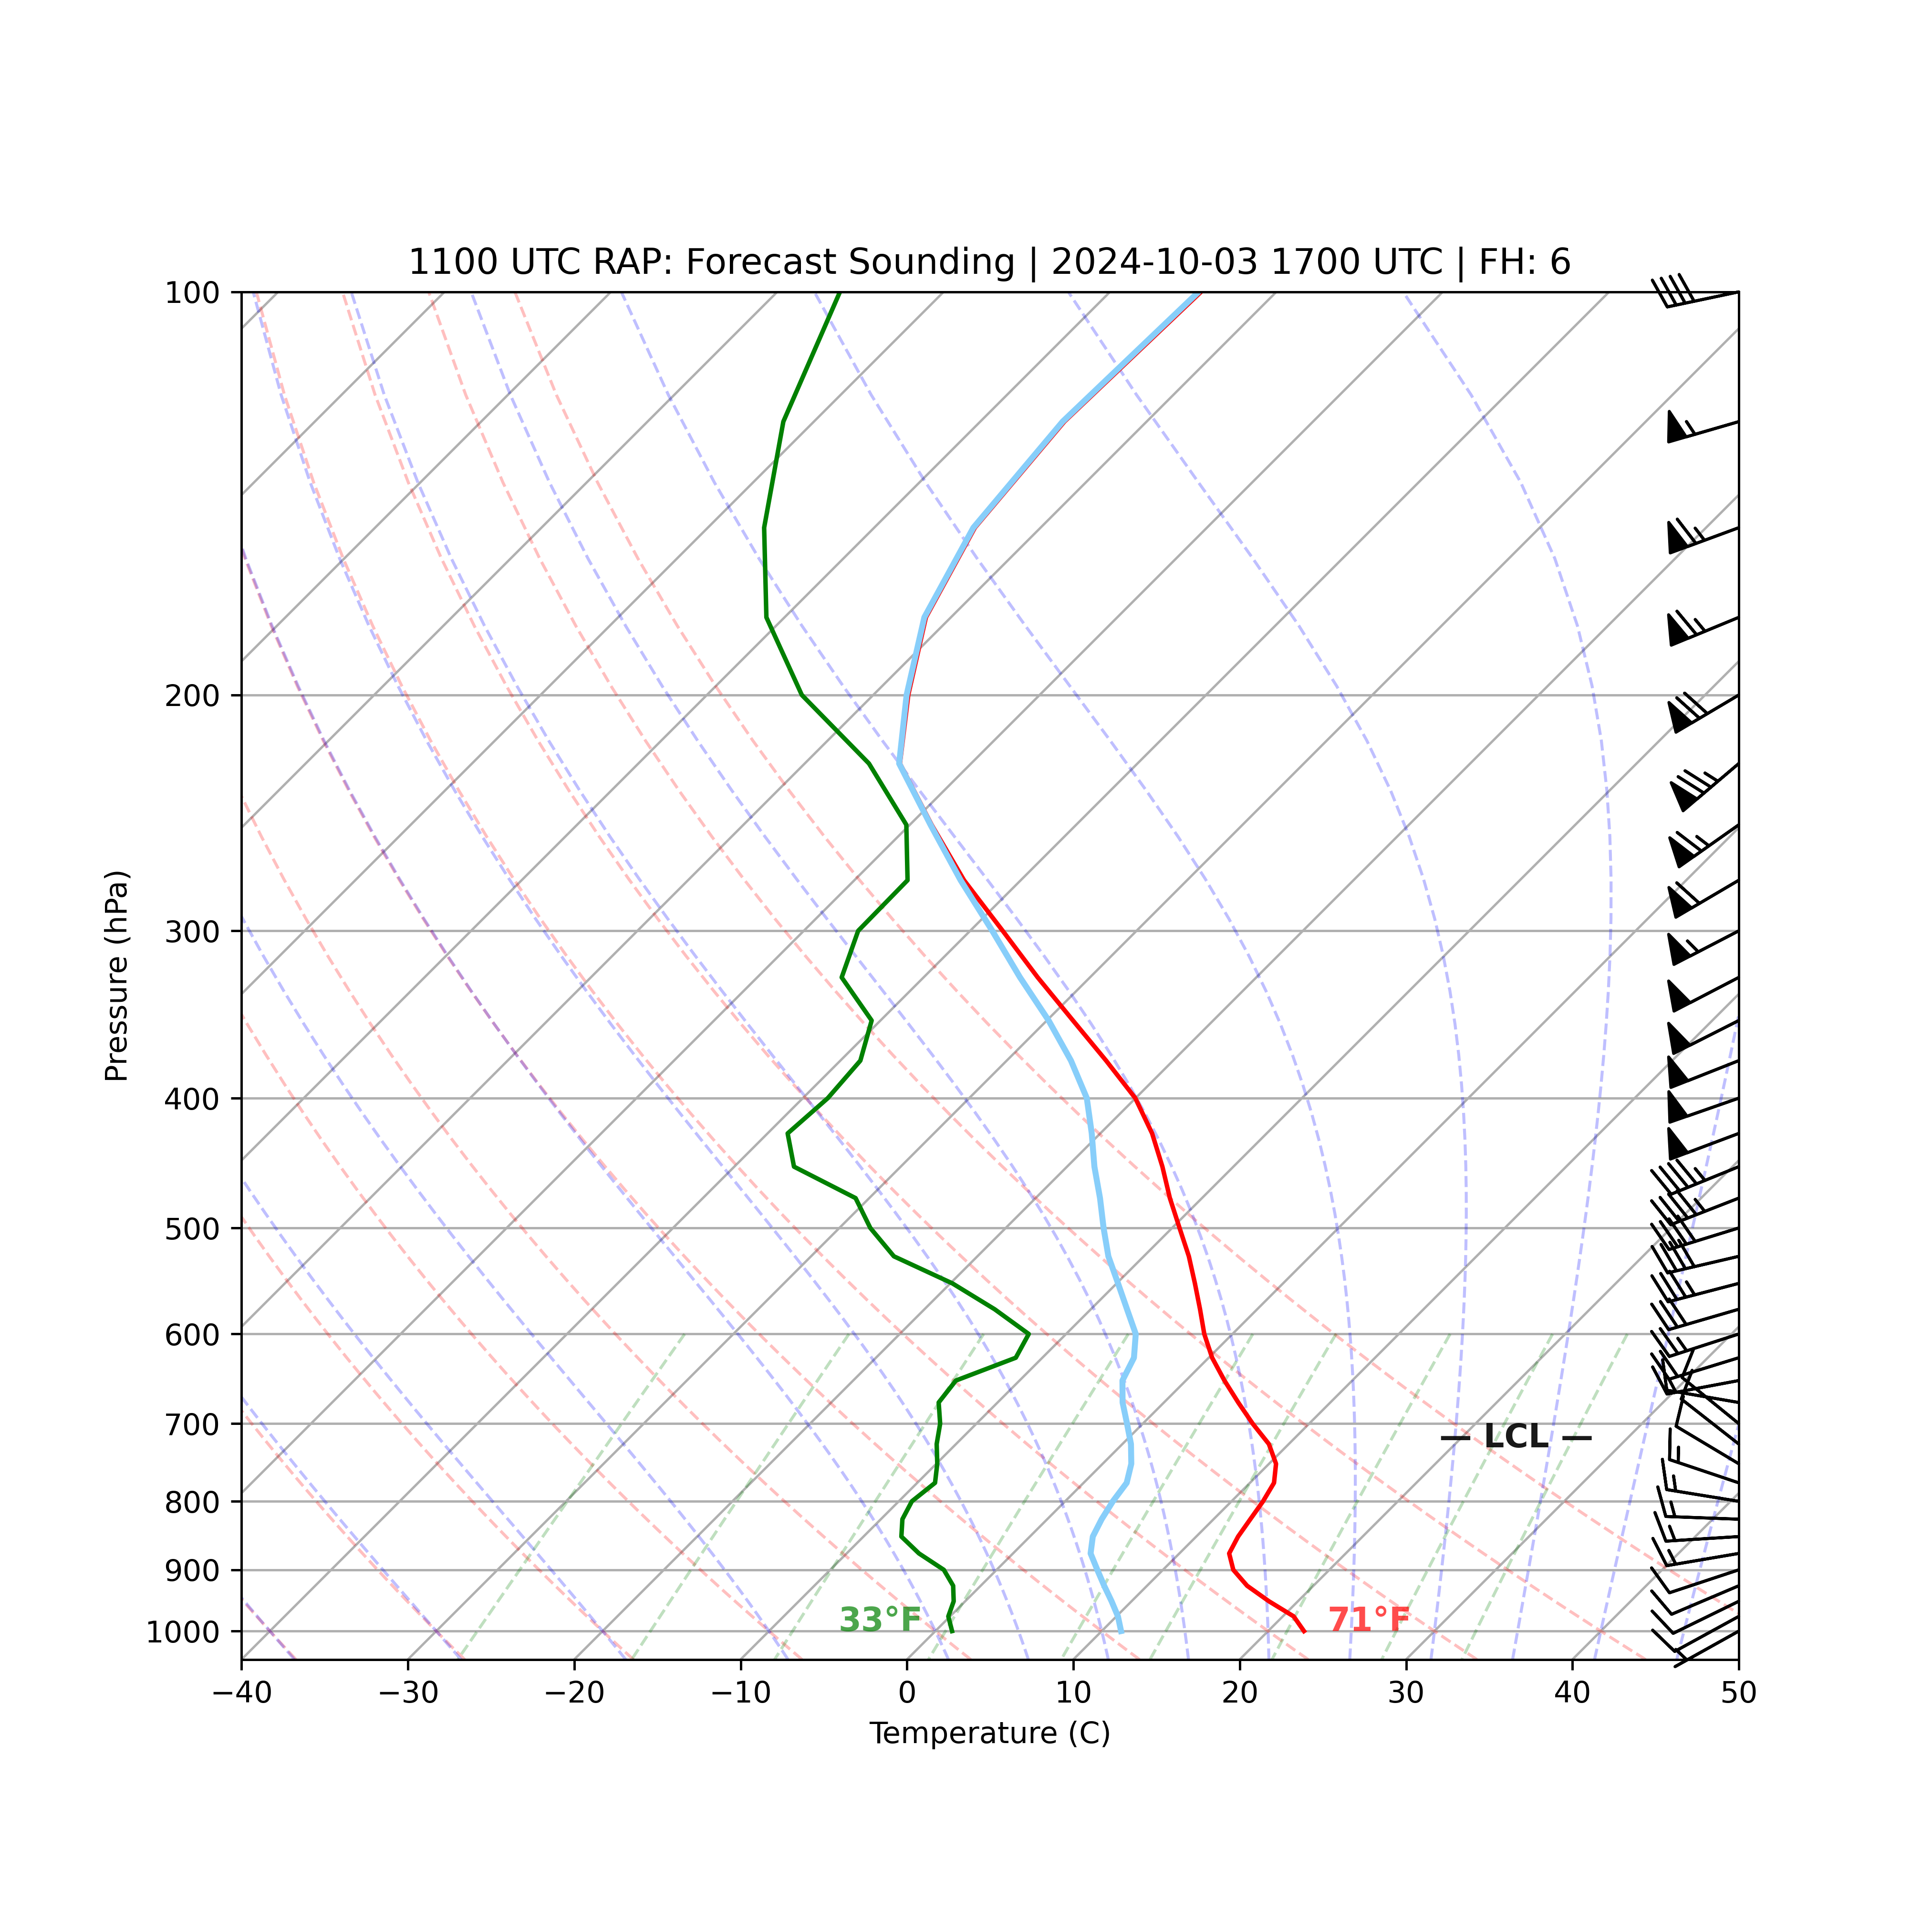 1100 UTC RAP: Forecast Sounding | 2024-10-03 1700 UTC | FH: 6
100
200
300
400
500
600
700
800
900
1000
Pressure (hPa)
— LCL —
33°F
71°F
−40 −30 −20 −10 0 10 20 30 40 50
Temperature (C)